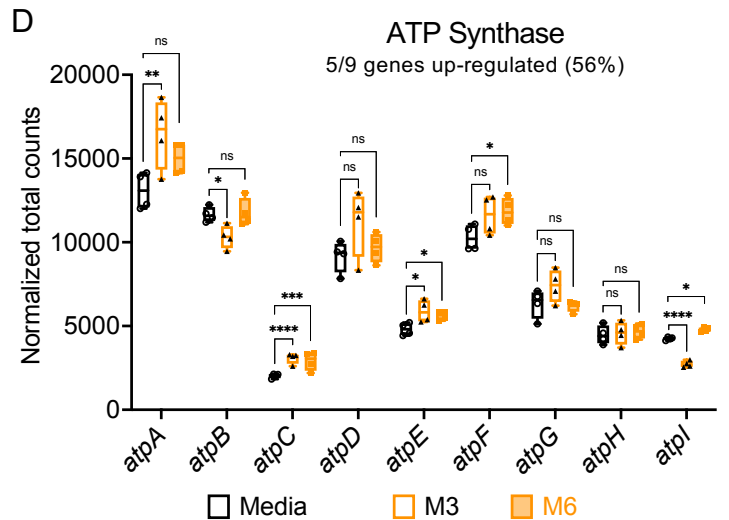 D
ATP Synthase
5/9 genes up-regulated (56%)
Normalized total counts
20000
15000
10000
5000
0
ns
**
ns
*
***
****
ns
ns
*
*
*
ns
ns
ns
ns
ns
*
****
atpA
atpB
atpC
atpD
atpE
atpF
atpG
atpH
atpI
Media
M3
M6